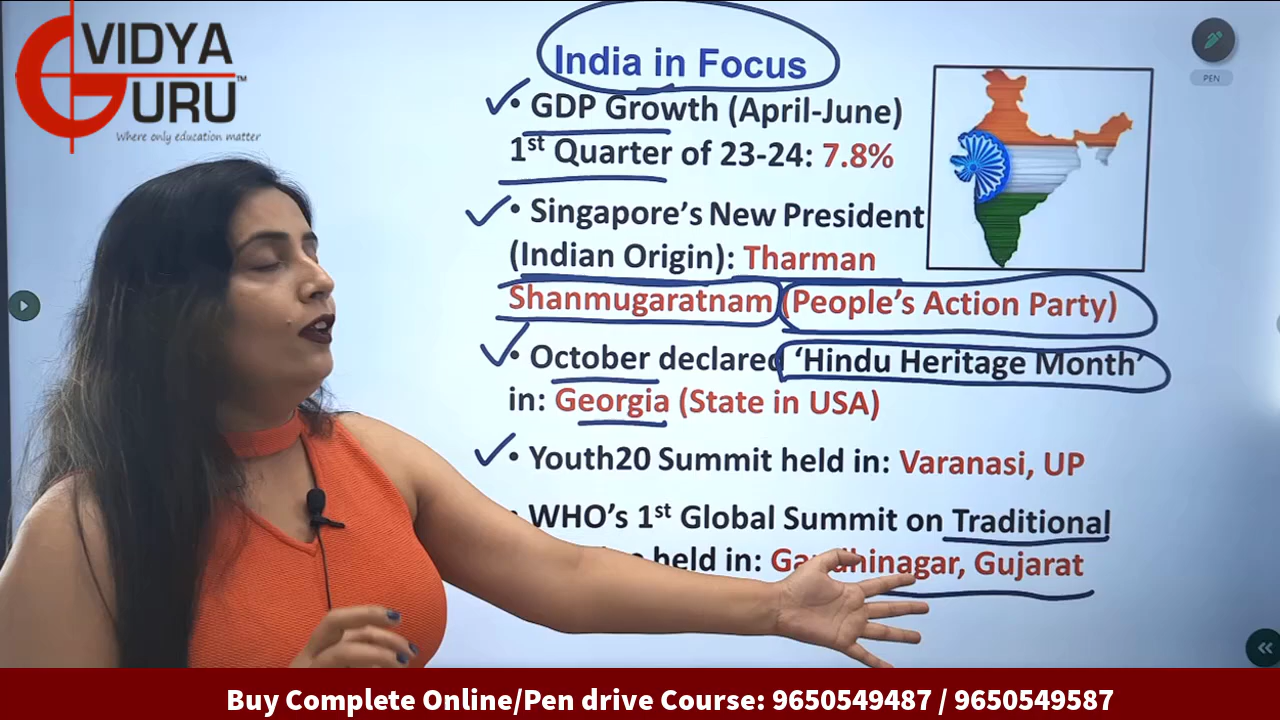 VIDYA
GURU™
Where only education matter
India in Focus
PEN
• GDP Growth (April-June)
1st Quarter of 23-24: 7.8%
• Singapore’s New President
(Indian Origin): Tharman
Shanmugaratnam (People’s Action Party)
• October declared ‘Hindu Heritage Month’
in: Georgia (State in USA)
• Youth20 Summit held in: Varanasi, UP
• WHO’s 1st Global Summit on Traditional
held in: Gandhinagar, Gujarat
Buy Complete Online/Pen drive Course: 9650549487 / 9650549587